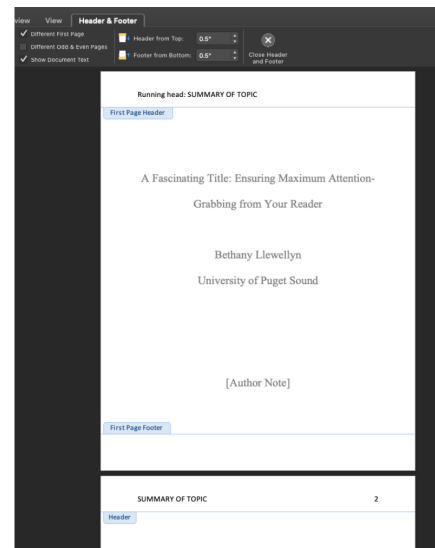 view View Header & Footer
Different First Page
Header from Top: 0.5"
Different Odd & Even Pages
Footer from Bottom: 0.5"
Close Header
and Footer
Show Document Text
Running head: SUMMARY OF TOPIC
First Page Header
A Fascinating Title: Ensuring Maximum Attention-
Grabbing from Your Reader
Bethany Llewellyn
University of Puget Sound
[Author Note]
First Page Footer
SUMMARY OF TOPIC 2
Header